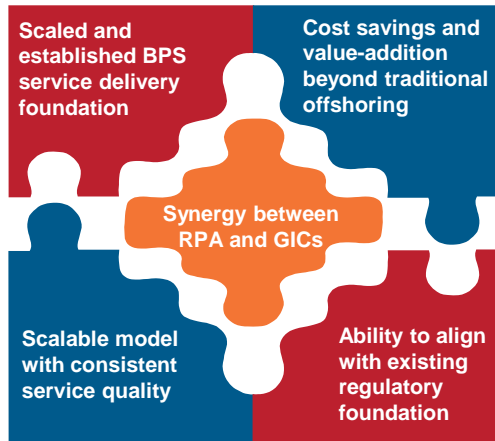 Scaled and
established BPS
service delivery
foundation
Cost savings and
value-addition
beyond traditional
offshoring
Synergy between
RPA and GICs
Scalable model
with consistent
service quality
Ability to align
with existing
regulatory
foundation